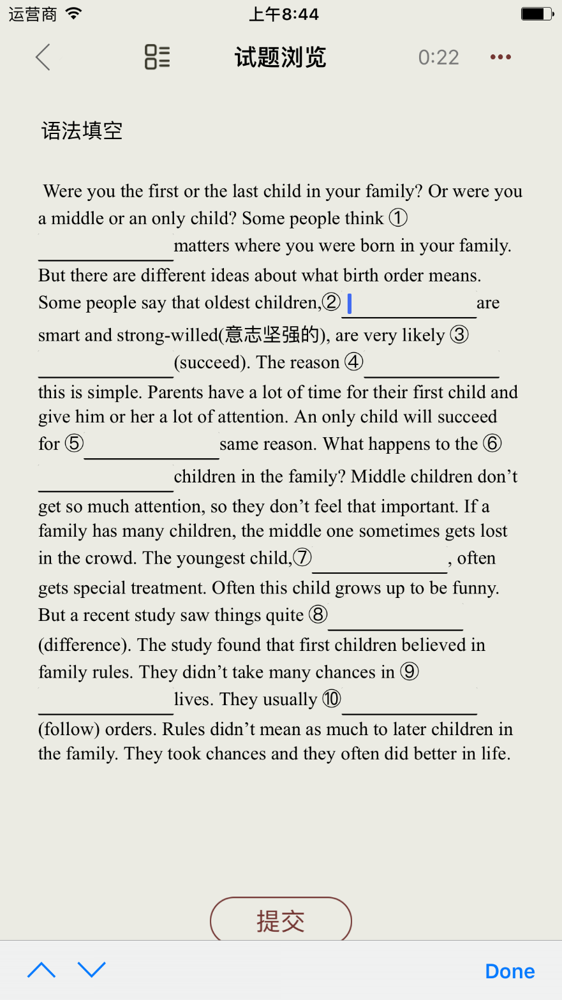 运营商 上午8:44
试题浏览 0:22
语法填空
Were you the first or the last child in your family? Or were you
a middle or an only child? Some people think ①
matters where you were born in your family.
But there are different ideas about what birth order means.
Some people say that oldest children,② are
smart and strong-willed(意志坚强的), are very likely ③
(succeed). The reason ④
this is simple. Parents have a lot of time for their first child and
give him or her a lot of attention. An only child will succeed
for ⑤ same reason. What happens to the ⑥
children in the family? Middle children don’t
get so much attention, so they don’t feel that important. If a
family has many children, the middle one sometimes gets lost
in the crowd. The youngest child,⑦ , often
gets special treatment. Often this child grows up to be funny.
But a recent study saw things quite ⑧
(difference). The study found that first children believed in
family rules. They didn’t take many chances in ⑨
lives. They usually ⑩
(follow) orders. Rules didn’t mean as much to later children in
the family. They took chances and they often did better in life.
提交
Done